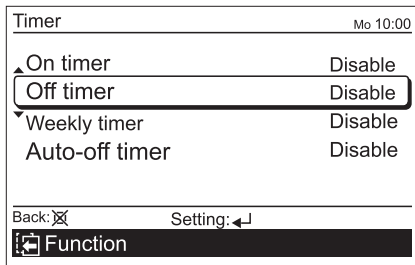 Timer Mo 10:00
On timer Disable
Off timer Disable
Weekly timer Disable
Auto-off timer Disable
Back: Setting:
Function